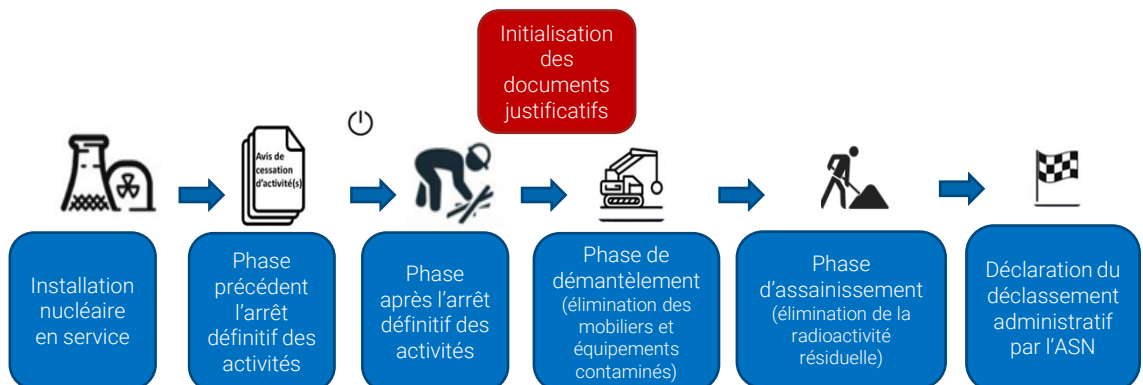 Initialisation
des
documents
justificatifs
Avis de
cessation
d'activité(s)
Installation
nucléaire
en service
Phase
précédent
l'arrêt
définitif des
activités
Phase
après l'arrêt
définitif des
activités
Phase de
démantèlement
(élimination des
mobiliers et
équipements
contaminés)
Phase
d'assainissement
(élimination de la
radioactivité
résiduelle)
Déclaration du
déclassement
administratif
par l'ASN